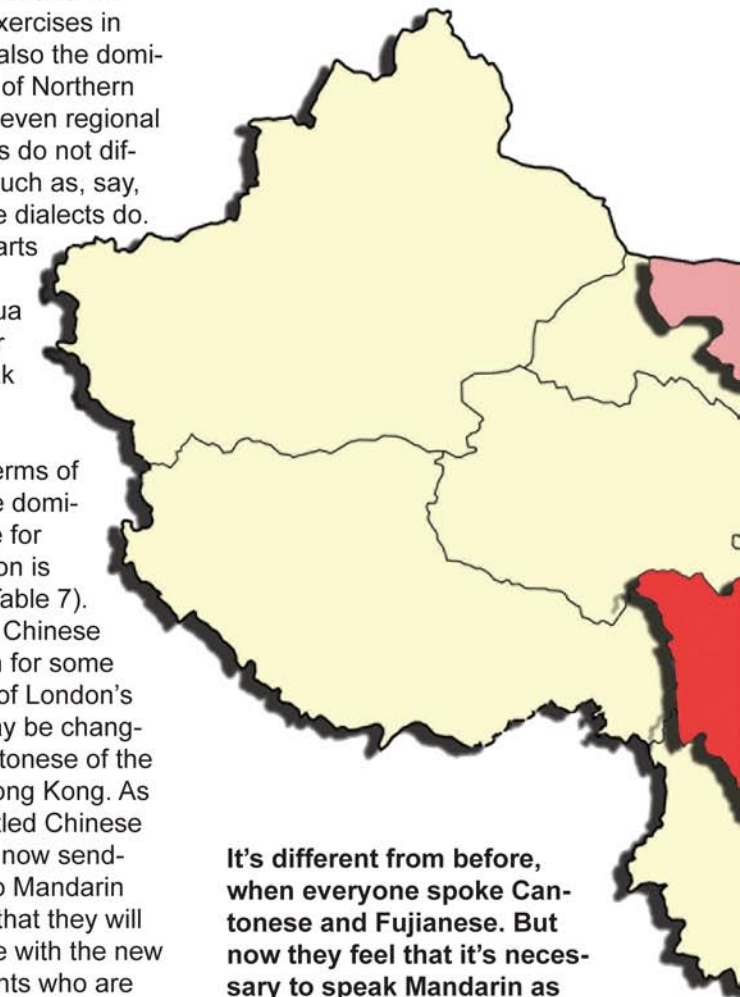 xercises in
also the domi-
of Northern
even regional
s do not dif-
uch as, say,
e dialects do.
arts
ua
r
k
erms of
e domi-
e for
on is
Table 7).
Chinese
n for some
of London's
ay be chang-
tonese of the
ong Kong. As
led Chinese
now send-
o Mandarin
that they will
e with the new
nts who are
It's different from before,
when everyone spoke Can-
tonese and Fujianese. But
now they feel that it's neces-
sary to speak Mandarin as